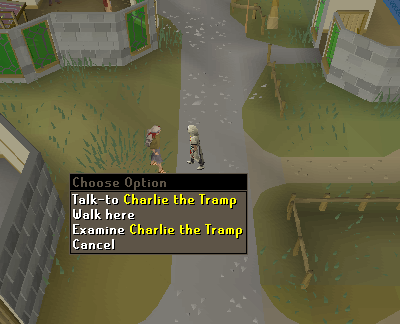 Choose Option
Talk-to Charlie the Tramp
Walk here
Examine Charlie the Tramp
Cancel